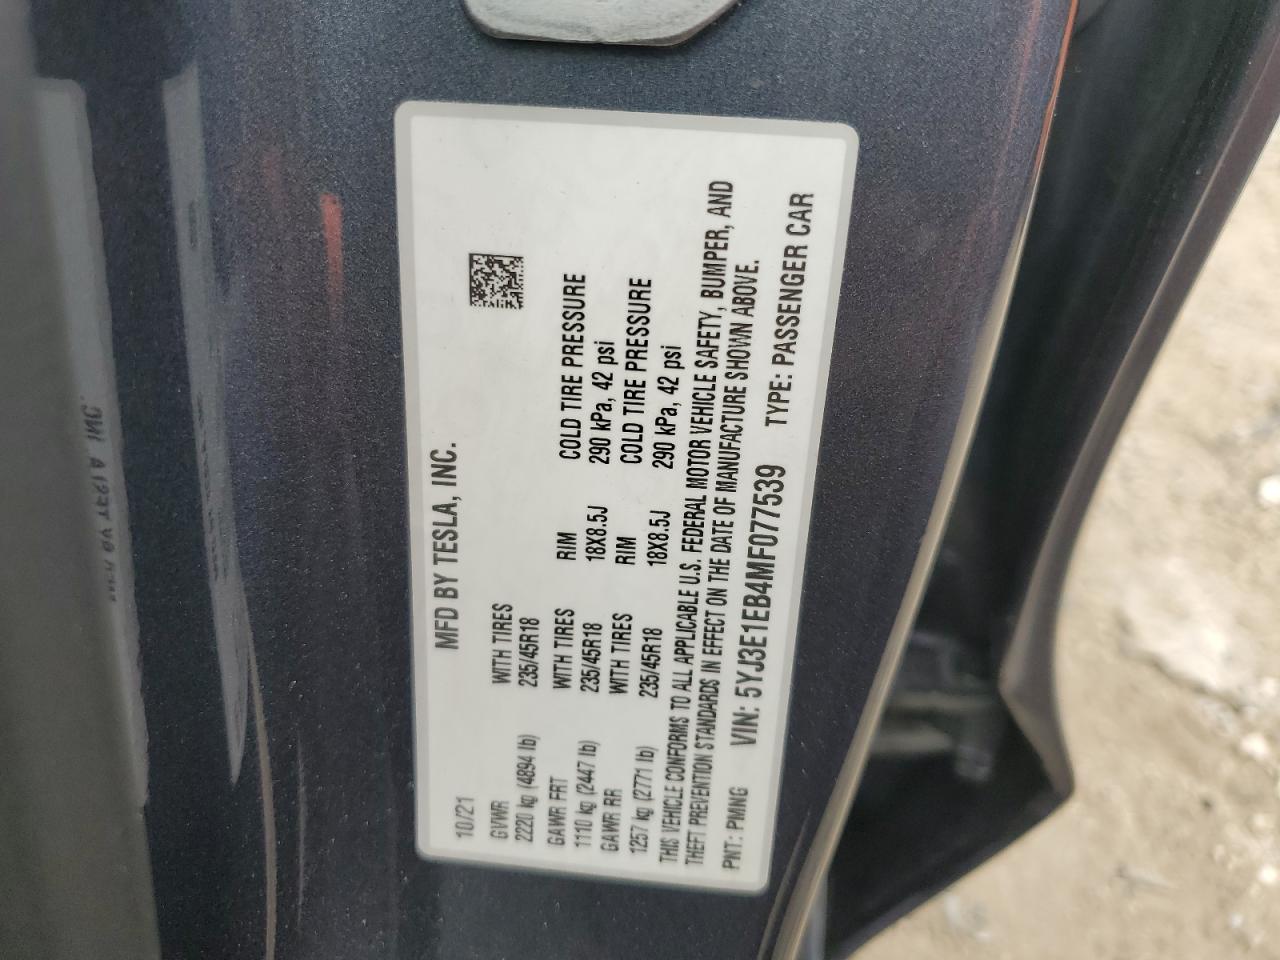 MFD BY TESLA, INC.
10/21
GVWR WITH TIRES
2220 kg (4894 lb) 235/45R18
GAWR FRT WITH TIRES RIM COLD TIRE PRESSURE
1110 kg (2447 lb) 235/45R18 18X8.5J 290 kPa, 42 psi
GAWR RR WITH TIRES RIM COLD TIRE PRESSURE
1257 kg (2771 lb) 235/45R18 18X8.5J 290 kPa, 42 psi
THIS VEHICLE CONFORMS TO ALL APPLICABLE U.S. FEDERAL MOTOR VEHICLE SAFETY, BUMPER, AND
THEFT PREVENTION STANDARDS IN EFFECT ON THE DATE OF MANUFACTURE SHOWN ABOVE.
PNT: PMNG VIN: 5YJ3E1EB4MF077539 TYPE: PASSENGER CAR